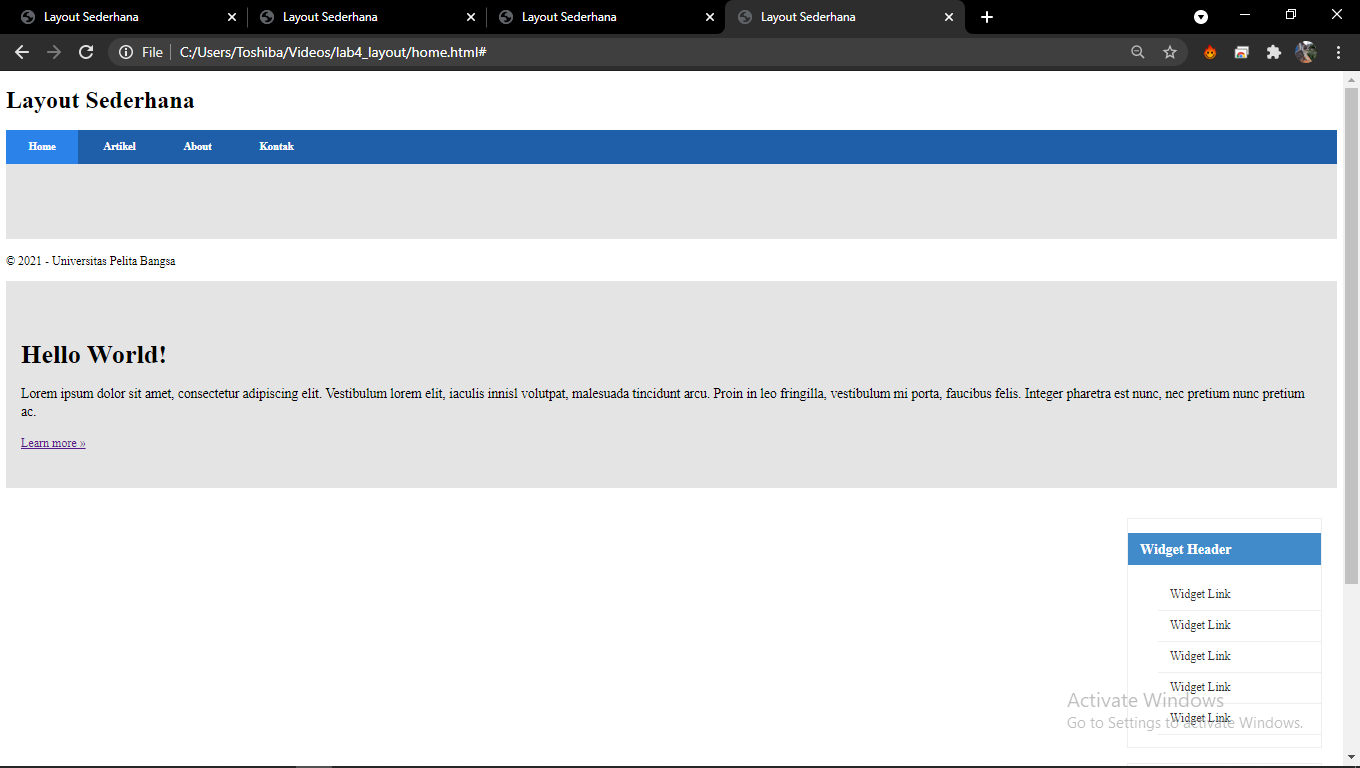 Layout Sederhana
Layout Sederhana
Layout Sederhana
Layout Sederhana
File
C:/Users/Toshiba/Videos/lab4_layout/home.html#
Layout Sederhana
Home Artikel About Kontak
© 2021 - Universitas Pelita Bangsa
Hello World!
Lorem ipsum dolor sit amet, consectetur adipiscing elit. Vestibulum lorem elit, iaculis innisl volutpat, malesuada tincidunt arcu. Proin in leo fringilla, vestibulum mi porta, faucibus felis. Integer pharetra est nunc, nec pretium nunc pretium
ac.
Learn more »
Widget Header
Widget Link
Widget Link
Widget Link
Widget Link
Widget Link
Activate Windows
Go to Settings to activate Windows.